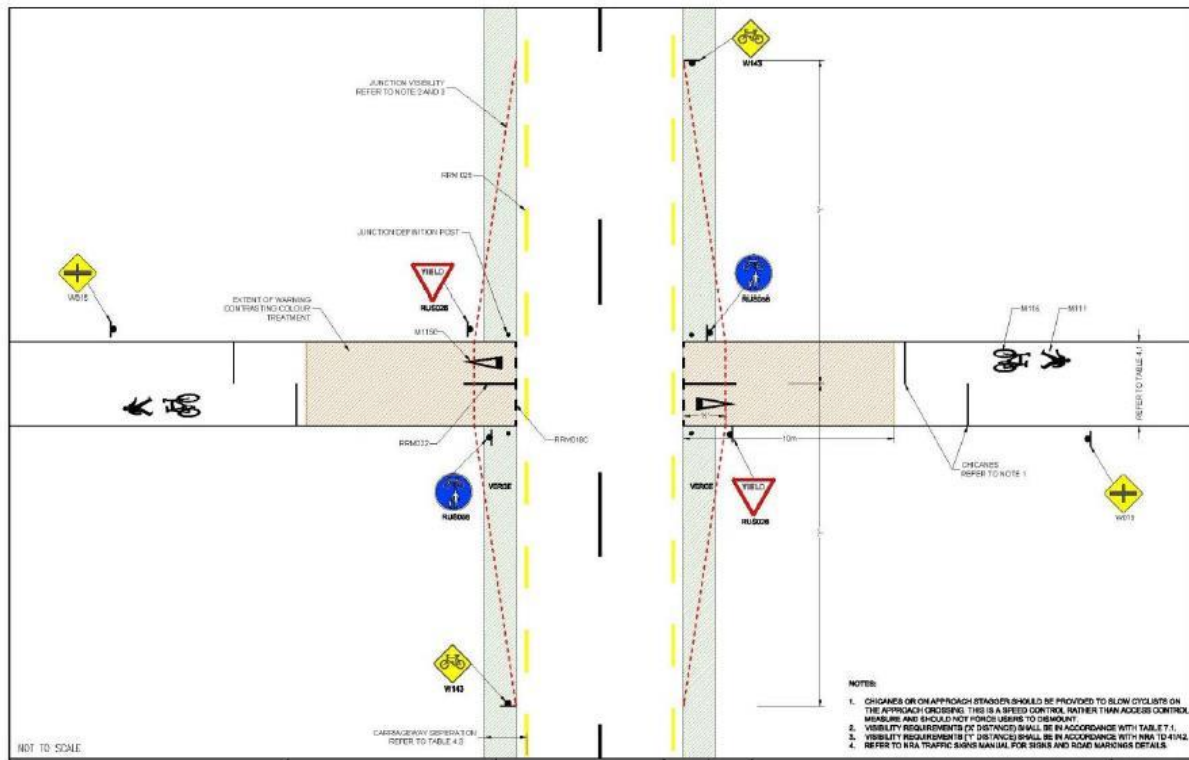 W143
JUNCTION VISIBILITY
REFER TO NOTE 2 AND 3
RRM 025
JUNCTION DEFINITION POST
YIELD
RUS026
W015
EXTENT OF WARNING
CONTRASTING COLOUR
TREATMENT
M115C
RUS058
M116
M111
REFER TO TABLE 4.1
Y
X
10m
RRM022
RRM018C
CHICANES
REFER TO NOTE 1
VERGE
VERGE
RUS058
YIELD
RUS026
W015
W143
CARRIAGEWAY SEPERATION
REFER TO TABLE 4.3
Y
NOT TO SCALE
NOTES:
1. CHICANES OR ON APPROACH STAGGER SHOULD BE PROVIDED TO SLOW CYCLISTS ON
THE APPROACH CROSSING. THIS IS A SPEED CONTROL RATHER THAN ACCESS CONTROL
MEASURE AND SHOULD NOT FORCE USERS TO DISMOUNT.
2. VISIBILITY REQUIREMENTS ('X' DISTANCE) SHALL BE IN ACCORDANCE WITH TABLE 7.1.
3. VISIBILITY REQUIREMENTS ('Y' DISTANCE) SHALL BE IN ACCORDANCE WITH NRA TD 41/42.
4. REFER TO NRA TRAFFIC SIGNS MANUAL FOR SIGNS AND ROAD MARKINGS DETAILS.